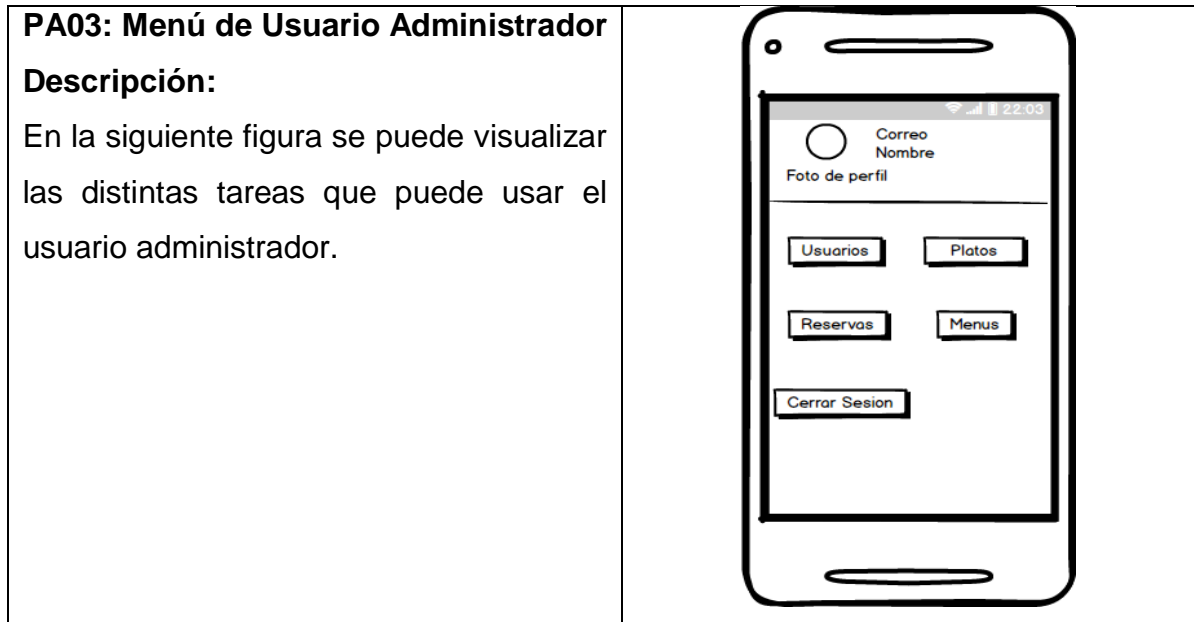 PA03: Menú de Usuario Administrador
Descripción:
En la siguiente figura se puede visualizar
las distintas tareas que puede usar el
usuario administrador.
22:03
Correo
Nombre
Foto de perfil
Usuarios
Platos
Reservas
Menus
Cerrar Sesion